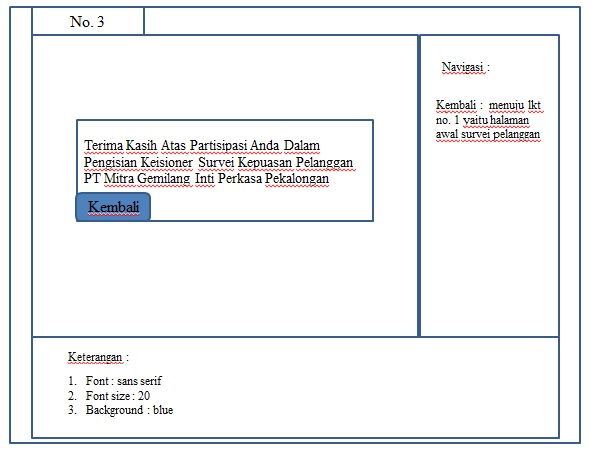 No. 3
Terima Kasih Atas Partisipasi Anda Dalam
Pengisian Keisioner Survei Kepuasan Pelanggan
PT Mitra Gemilang Inti Perkasa Pekalongan
Kembali
Navigasi :
Kembali : menuju lkt
no. 1 yaitu halaman
awal survei pelanggan
Keterangan :
1. Font : sans serif
2. Font size : 20
3. Background : blue